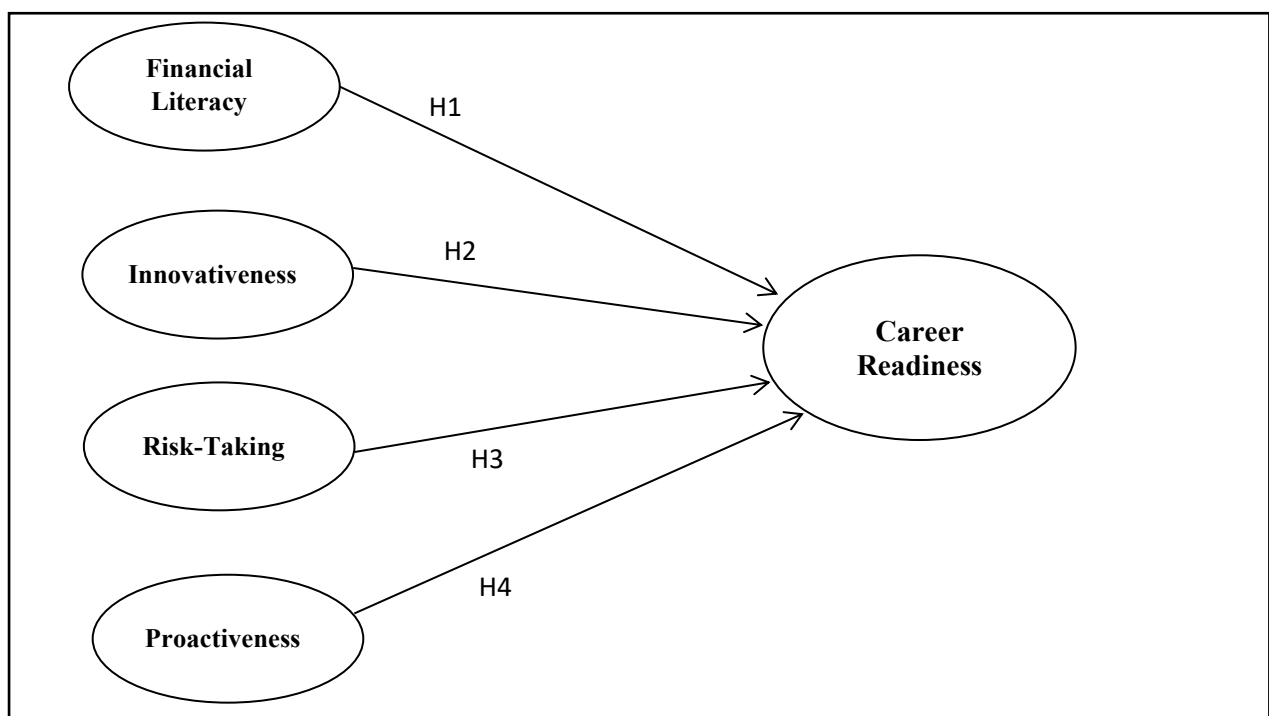 Financial
Literacy
H1
Innovativeness
H2
Career
Readiness
Risk-Taking
H3
Proactiveness
H4